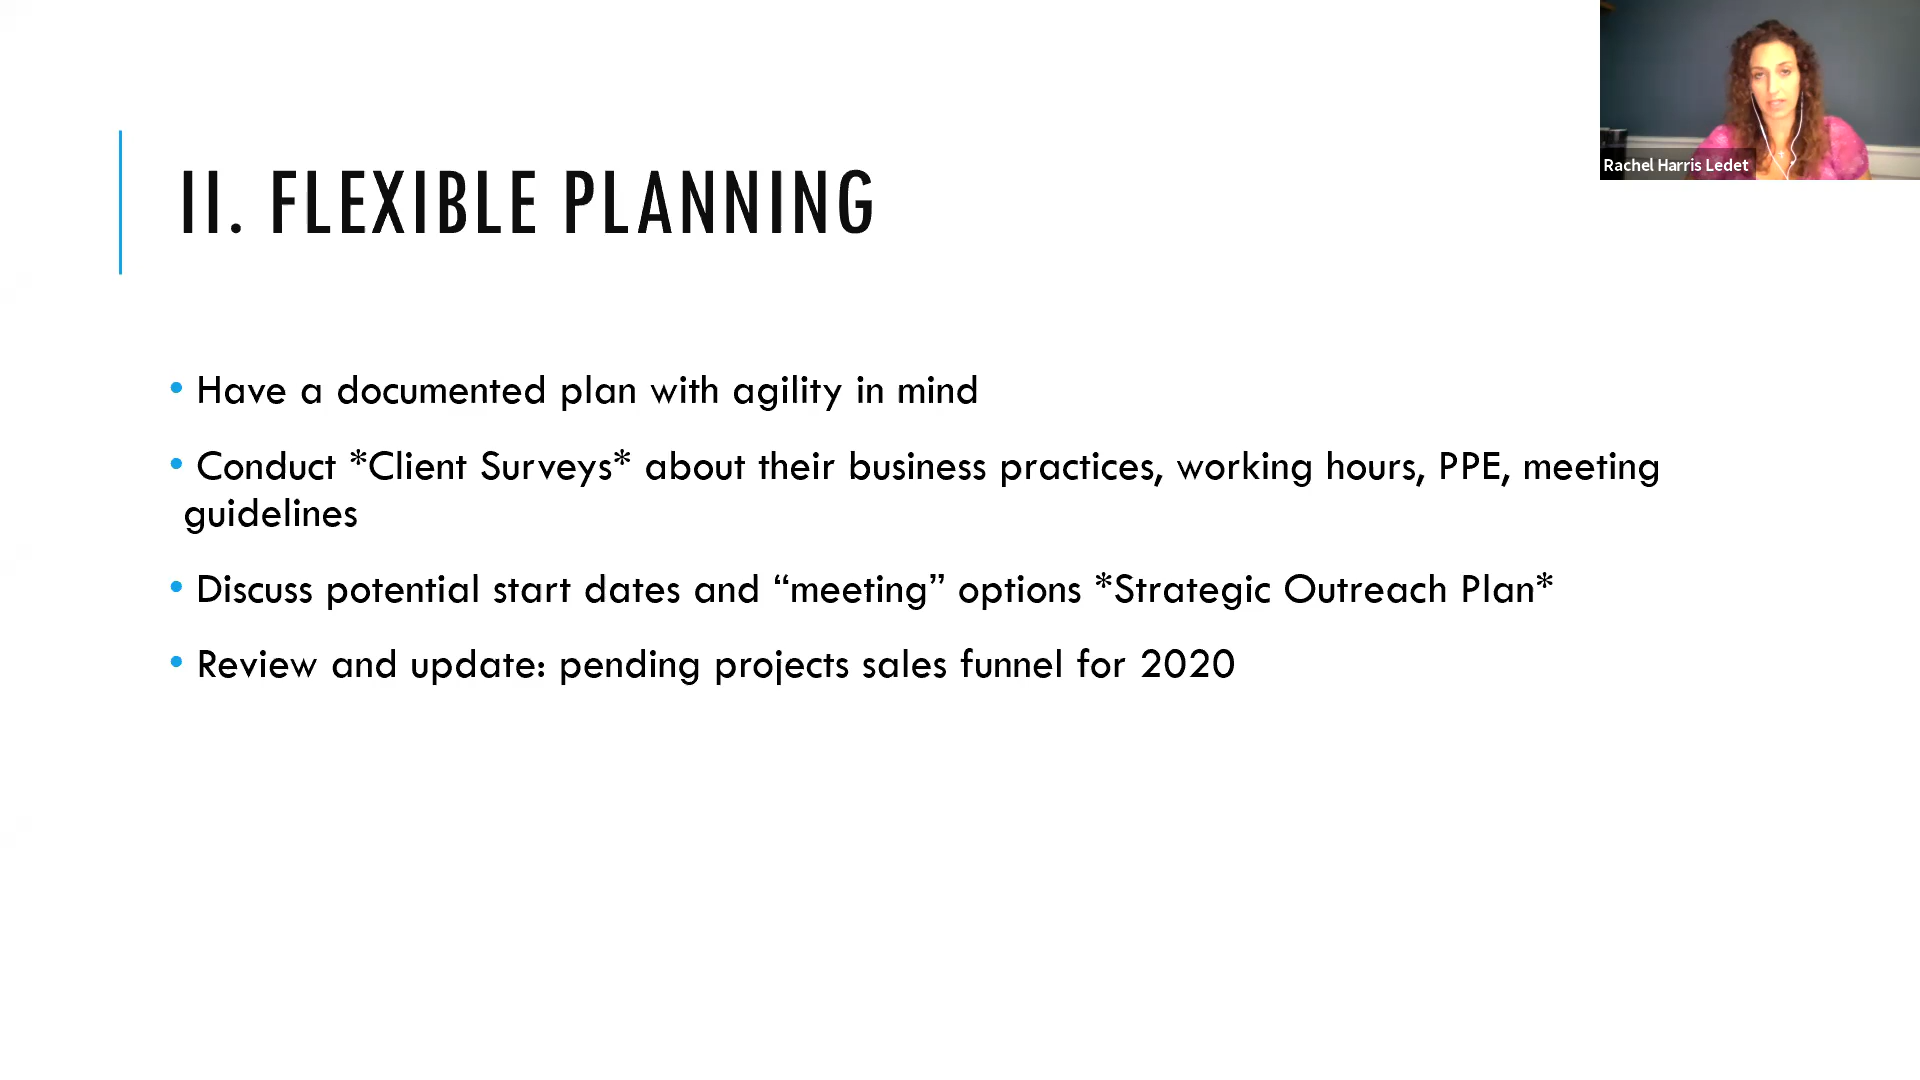 Rachel Harris Ledet
II. FLEXIBLE PLANNING
• Have a documented plan with agility in mind
• Conduct *Client Surveys* about their business practices, working hours, PPE, meeting
guidelines
• Discuss potential start dates and “meeting” options *Strategic Outreach Plan*
• Review and update: pending projects sales funnel for 2020